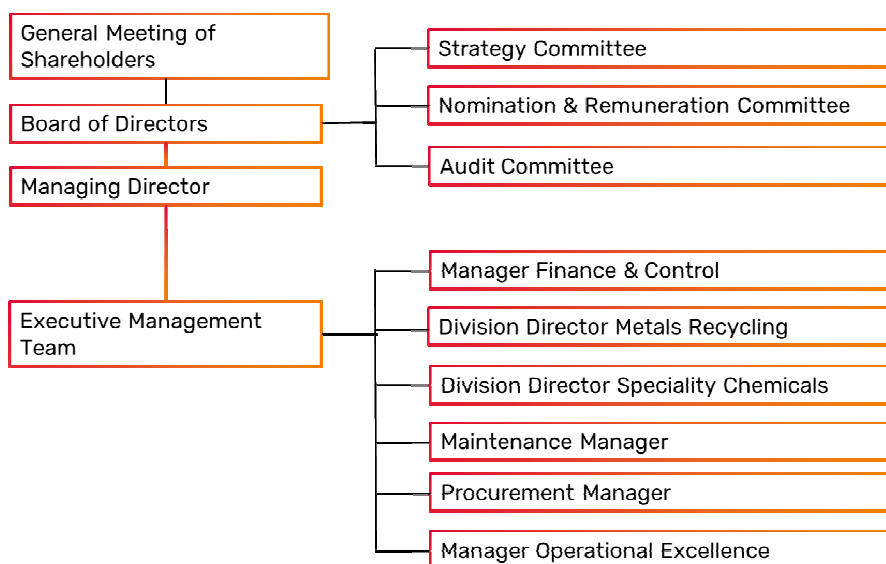 General Meeting of
Shareholders
Board of Directors
Managing Director
Executive Management
Team
Strategy Committee
Nomination & Remuneration Committee
Audit Committee
Manager Finance & Control
Division Director Metals Recycling
Division Director Speciality Chemicals
Maintenance Manager
Procurement Manager
Manager Operational Excellence